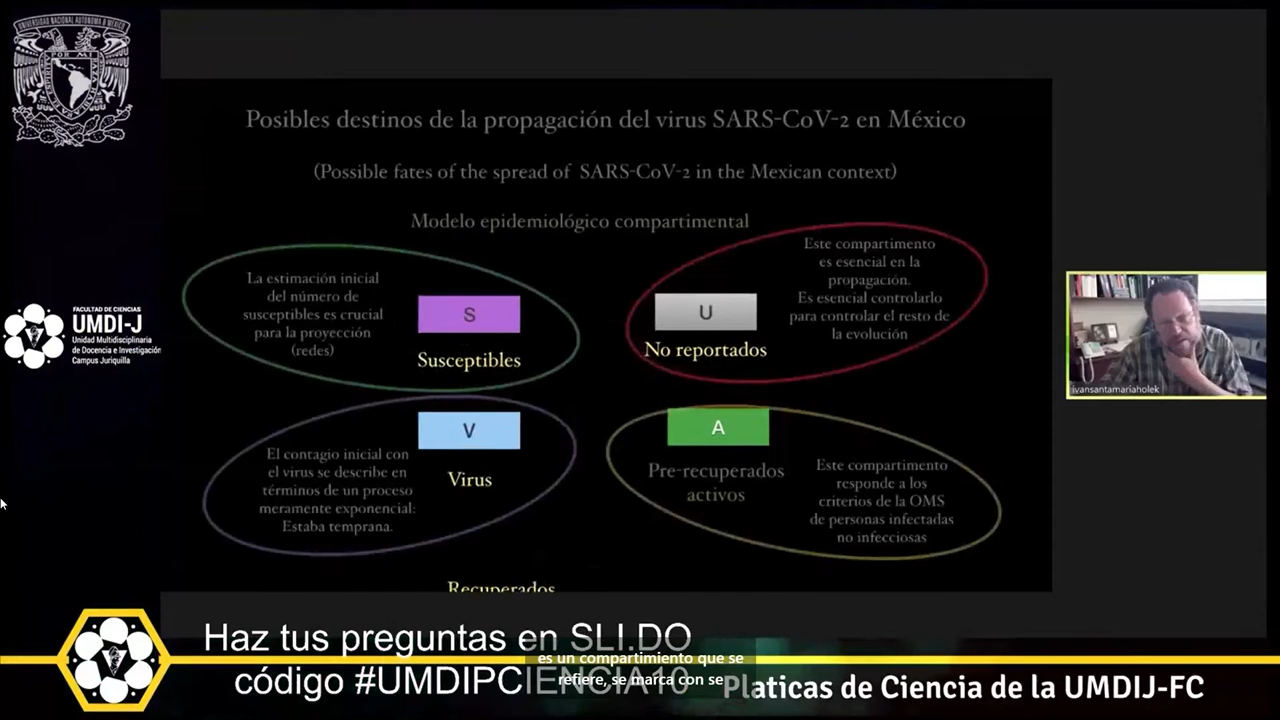 UNIVERSIDAD NACIONAL AUTONOMA DE MEXICO
POR MI
FACULTAD DE CIENCIAS
UMDI-J
Unidad Multidisciplinaria
de Docencia e Investigación
Campus Juriquilla
Posibles destinos de la propagación del virus SARS-CoV-2 en México
(Possible fates of the spread of SARS-CoV-2 in the Mexican context)
Modelo epidemiológico compartimental
La estimación inicial
del número de
susceptibles es crucial
para la proyección
(redes)
S
Susceptibles
U
No reportados
Este compartimento
es esencial en la
propagación.
Es esencial controlarlo
para controlar el resto de
la evolución
El contagio inicial con
el virus se describe en
términos de un proceso
meramente exponencial:
Estaba temprana.
V
Virus
A
Pre-recuperados
activos
Este compartimento
responde a los
criterios de la OMS
de personas infectadas
no infecciosas
Recuperados
ivansantamariaholek
Haz tus preguntas en SLI.DO
código #UMDIPCIENCIA10
es un compartimiento que se
refiere, se marca con se
Platicas de Ciencia de la UMDIJ-FC